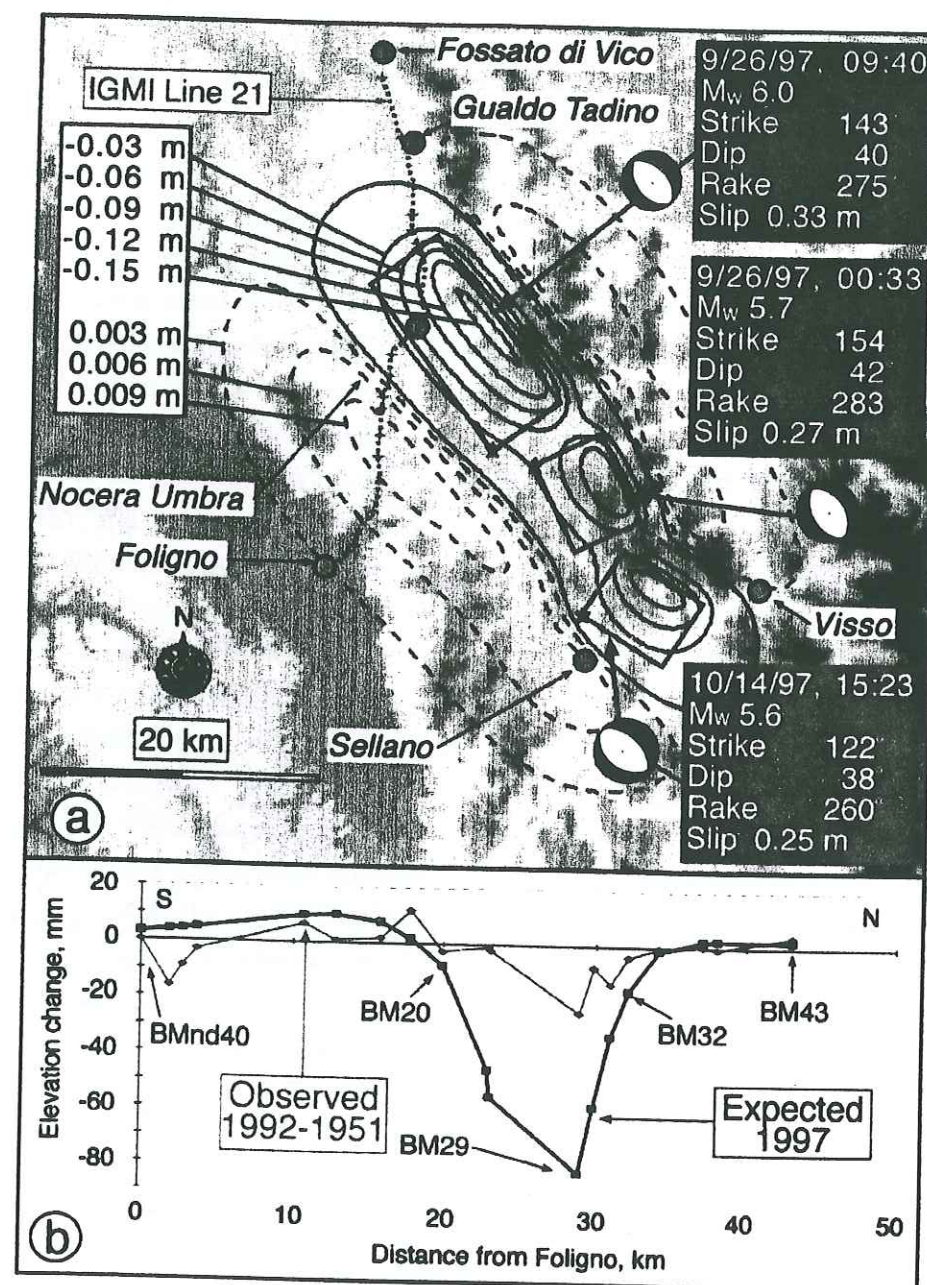 Fossato di Vico
IGMI Line 21
Gualdo Tadino
-0.03 m
-0.06 m
-0.09 m
-0.12 m
-0.15 m
0.003 m
0.006 m
0.009 m
9/26/97, 09:40
Mw 6.0
Strike 143°
Dip 40
Rake 275°
Slip 0.33 m
9/26/97, 00:33
Mw 5.7
Strike 154
Dip 42
Rake 283
Slip 0.27 m
Nocera Umbra
Foligno
Visso
N
20 km
Sellano
10/14/97, 15:23
Mw 5.6
Strike 122°
Dip 38°
Rake 260°
Slip 0.25 m
a
20
0
-20
-40
-60
-80
Elevation change, mm
S
N
BMnd40
BM20
BM32
BM43
Observed
1992-1951
BM29
Expected
1997
0
10
20
30
40
50
Distance from Foligno, km
b